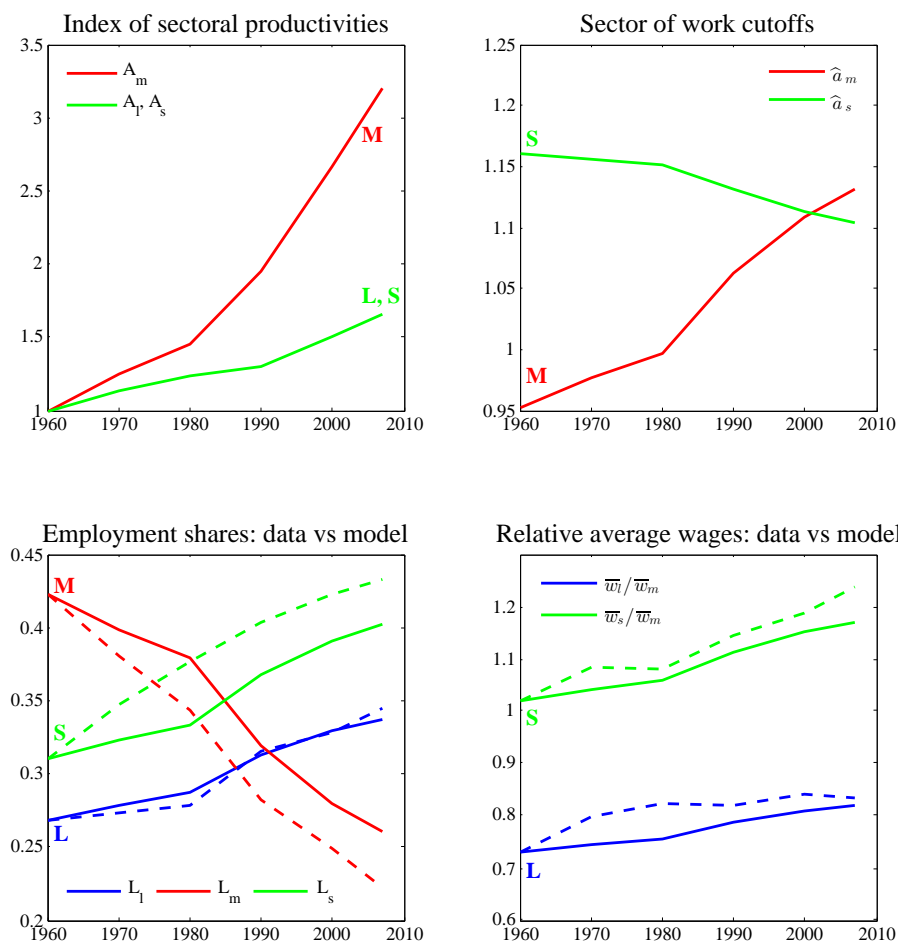 Index of sectoral productivities
3.5
3
2.5
2
1.5
1
A_m
A_l, A_s
M
L, S
1960 1970 1980 1990 2000 2010
Sector of work cutoffs
1.25
1.2
1.15
1.1
1.05
1
0.95
â_m
â_s
S
M
1960 1970 1980 1990 2000 2010
Employment shares: data vs model
0.45
0.4
0.35
0.3
0.25
0.2
M
S
L
L_l L_m L_s
1960 1970 1980 1990 2000 2010
Relative average wages: data vs model
1.2
1.1
1
0.9
0.8
0.7
0.6
w̅_l/w̅_m
w̅_s/w̅_m
S
L
1960 1970 1980 1990 2000 2010